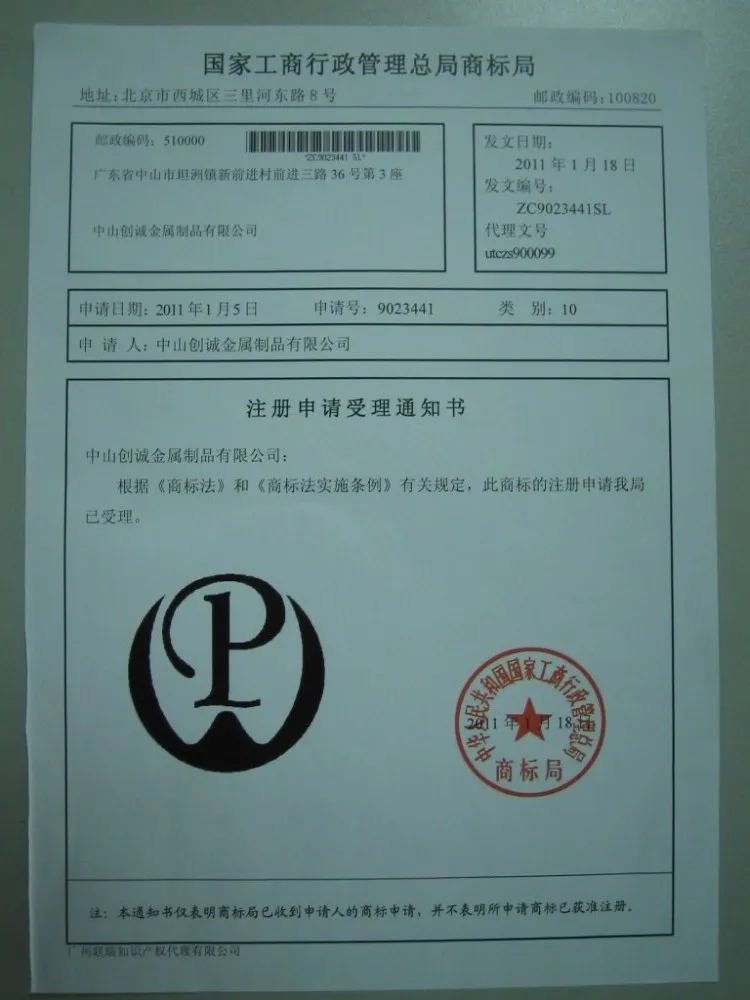 国家工商行政管理总局商标局
地址:北京市西城区三里河东路8号
邮政编码:100820
邮政编码: 510000
*ZC9023441 SL*
广东省中山市坦洲镇新前进村前进三路36号第3座
中山创诚金属制品有限公司
发文日期:
2011年1月18日
发文编号:
ZC9023441SL
代理文号
utczs900099
申请日期: 2011年1月5日 申请号: 9023441 类 别: 10
申 请 人: 中山创诚金属制品有限公司
注册申请受理通知书
中山创诚金属制品有限公司:
根据《商标法》和《商标法实施条例》有关规定，此商标的注册申请我局
已受理。
P
中华人民共和国国家工商行政管理总局
2011年1月18日
商标局
注: 本通知书仅表明商标局已收到申请人的商标申请，并不表明所申请商标已获准注册。
广州联瑞知识产权代理有限公司